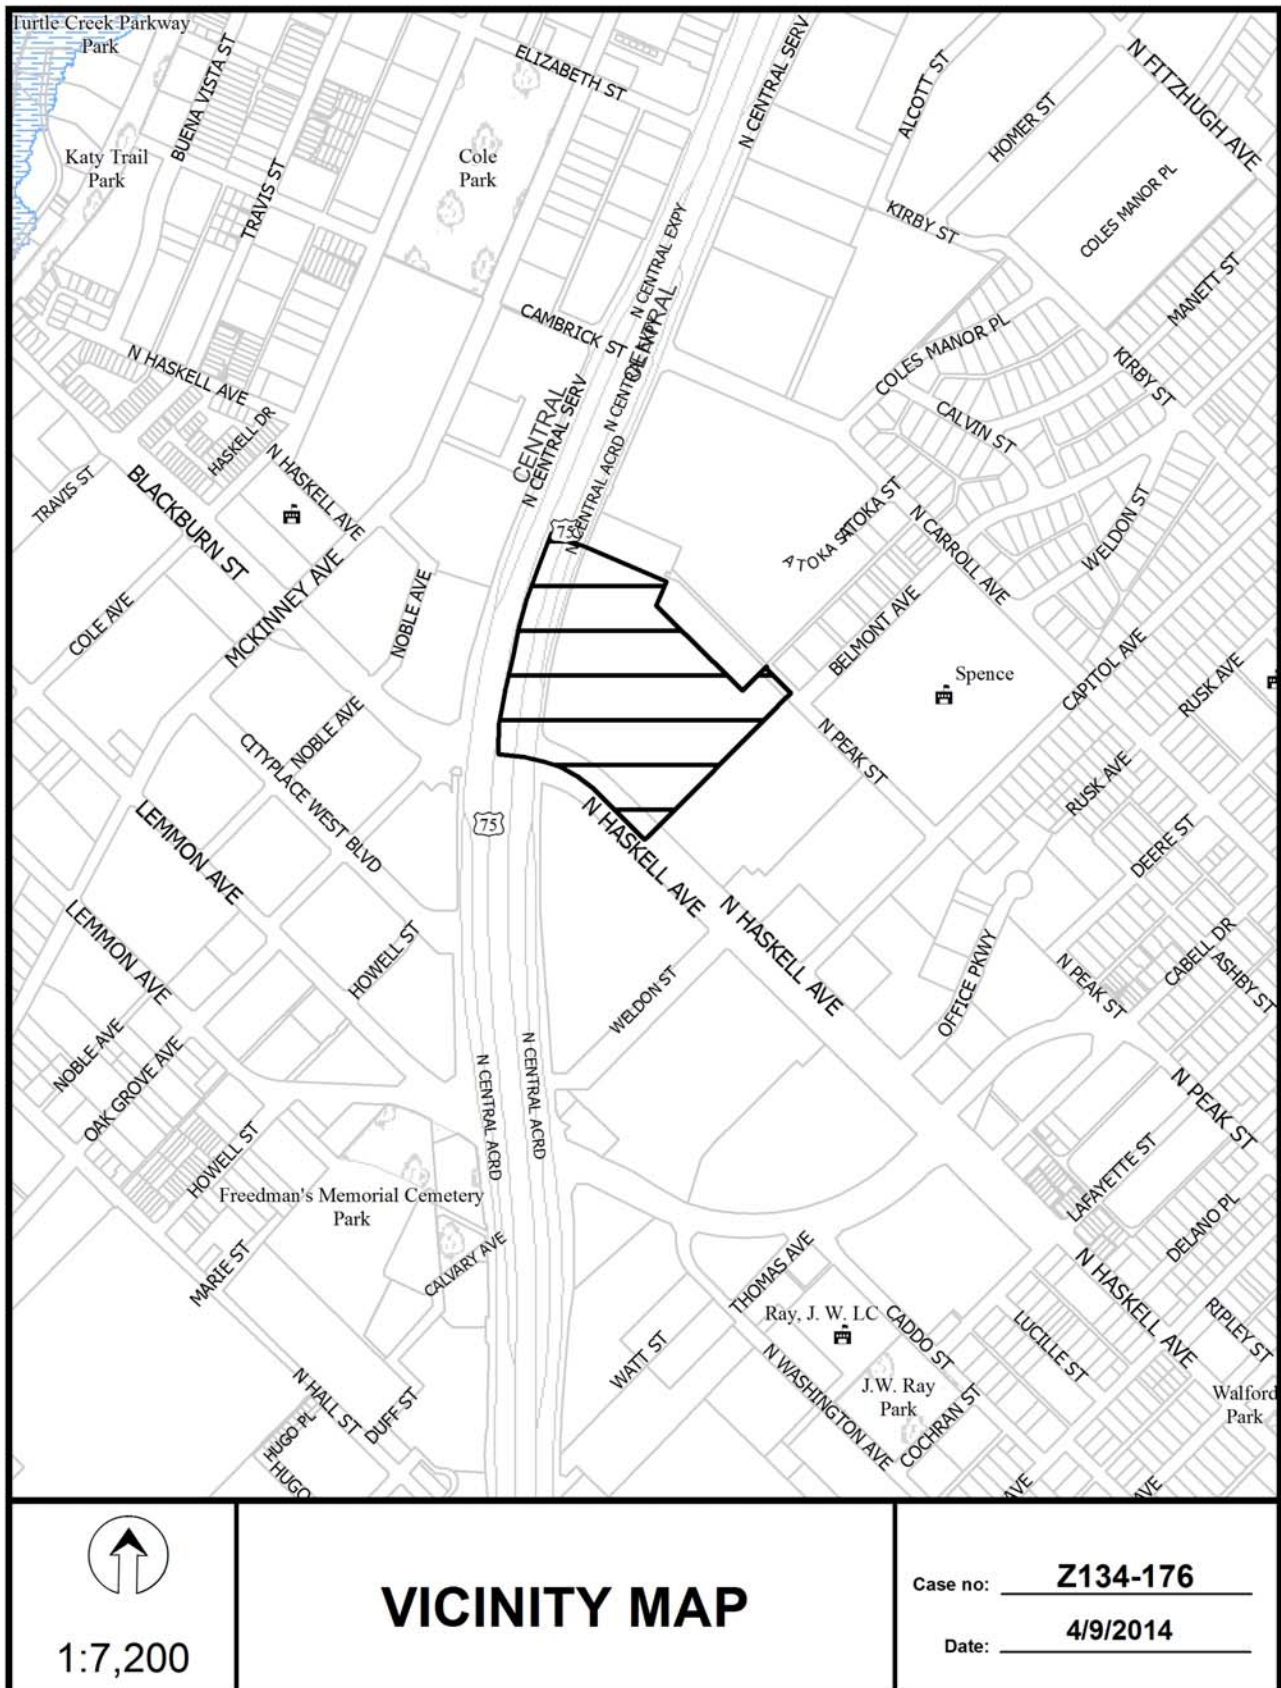 Turtle Creek Parkway
Park
BUENA VISTA ST
ELIZABETH ST
N CENTRAL SERV
ALCOTT ST
N FITZHUGH AVE
HOMER ST
Katy Trail
Park
TRAVIS ST
Cole
Park
COLES MANOR PL
KIRBY ST
N CENTRAL EXPY
MANETT ST
CAMBRICK ST
CENTRAL
N CENTRAL EXPY
COLES MANOR PL
KIRBY ST
N HASKELL AVE
CALVIN ST
HASKELL DR
CENTRAL
N CENTRAL SERV
N CENTRAL ACRD
N HASKELL AVE
TRAVIS ST
BLACKBURN ST
75
ATOKA ST
ATOKA ST
N CARROLL AVE
WELDON ST
MCKINNEY AVE
NOBLE AVE
COLE AVE
BELMONT AVE
Spence
CAPITOL AVE
RUSK AVE
NOBLE AVE
CITYPLACE WEST BLVD
N PEAK ST
RUSK AVE
LEMMON AVE
75
N HASKELL AVE
DEERE ST
LEMMON AVE
HOWELL ST
N HASKELL AVE
WELDON ST
OFFICE PKWY
N PEAK ST
CABELL DR
ASHBY ST
NOBLE AVE
OAK GROVE AVE
N CENTRAL ACRD
N CENTRAL ACRD
N PEAK ST
HOWELL ST
LAFAYETTE ST
Freedman's Memorial Cemetery
Park
DELANO PL
MARIE ST
CALVARY AVE
THOMAS AVE
N HASKELL AVE
Ray, J. W. LC
CADDO ST
LUCILLE ST
RIPLEY ST
WATT ST
N WASHINGTON AVE
J.W. Ray
Park
COCHRAN ST
Walford
Park
N HALL ST
DUFF ST
HUGO PL
HUGO
AVE
AVE
1:7,200
VICINITY MAP
Case no: Z134-176
Date: 4/9/2014